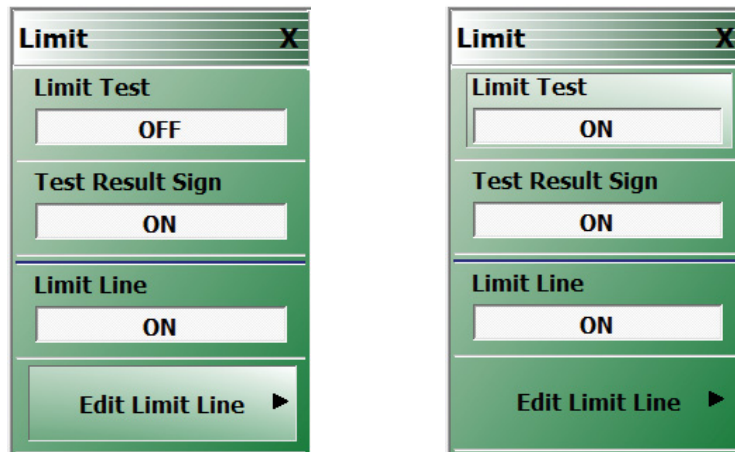 Limit X
Limit Test
OFF
Test Result Sign
ON
Limit Line
ON
Edit Limit Line ►
Limit X
Limit Test
ON
Test Result Sign
ON
Limit Line
ON
Edit Limit Line ►